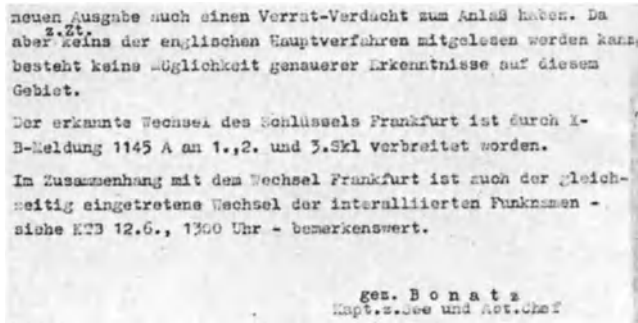 neuen Ausgabe auch einen Verrat-Verdacht zum Anlaß haben. Da
z.Zt.
aber keins der englischen Hauptverfahren mitgelesen werden kann,
besteht keine Möglichkeit genauerer Erkenntnisse auf diesem
Gebiet.
Der erkannte Wechsel des Schlüssels Frankfurt ist durch X-
B-Meldung 1145 A an 1.,2. und 3.Skl verbreitet worden.
Im Zusammenhang mit dem Wechsel Frankfurt ist auch der gleich-
zeitig eingetretene Wechsel der interalliierten Funknamen -
siehe KTB 12.6., 1300 Uhr - bemerkenswert.
gez. B o n a t z
Kapt.z.See und Abt.Chef